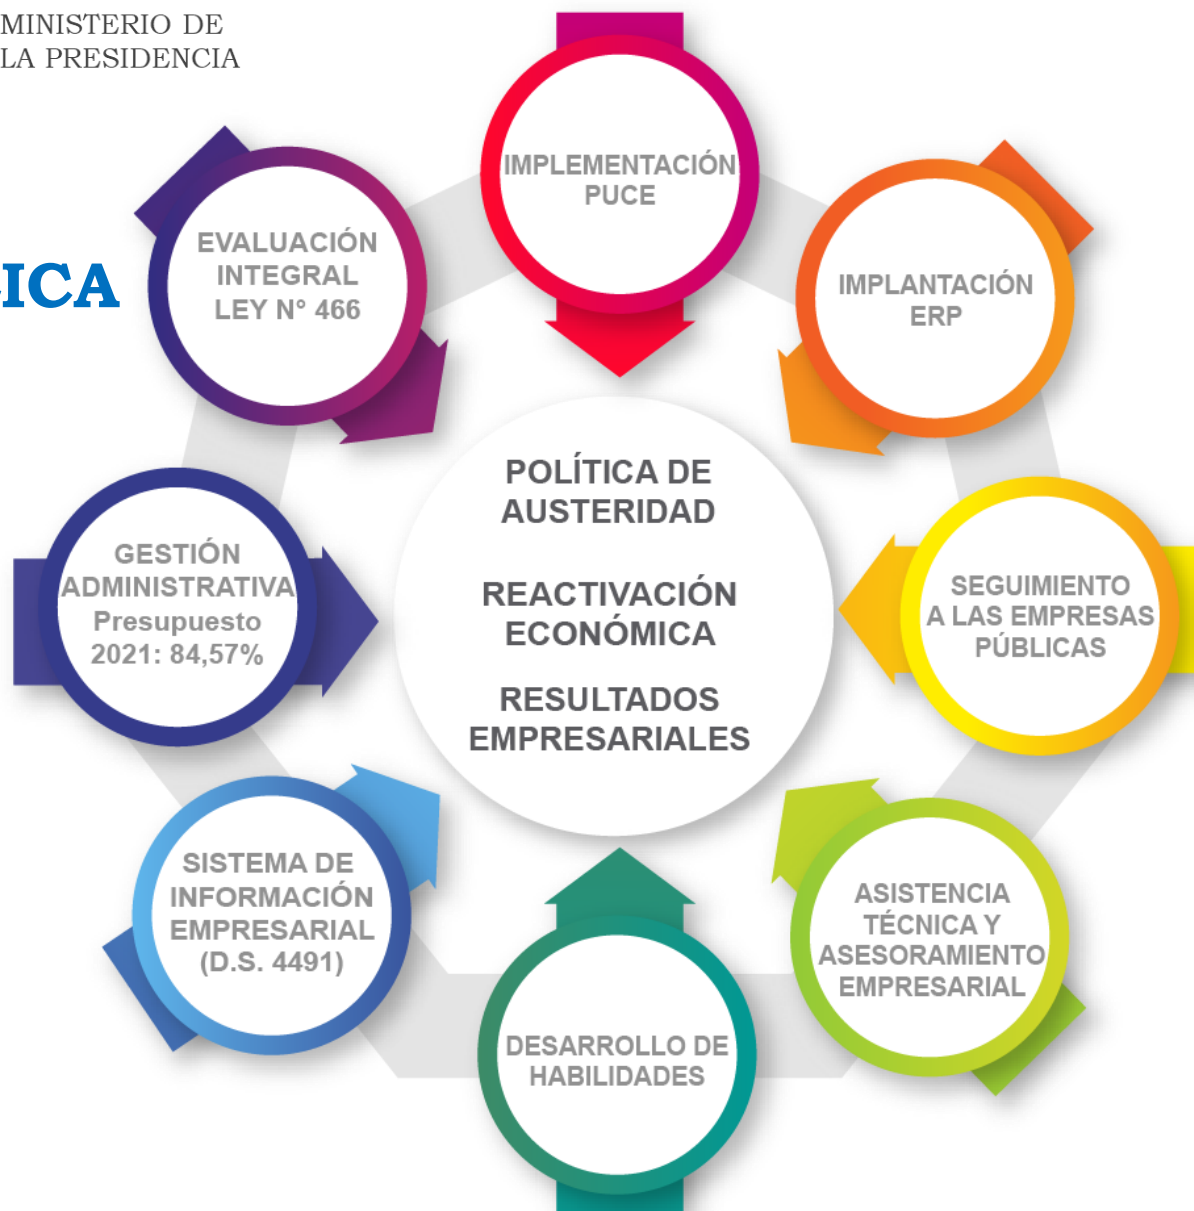 MINISTERIO DE
LA PRESIDENCIA
IMPLEMENTACIÓN
PUCE
EVALUACIÓN
INTEGRAL
LEY N° 466
IMPLANTACIÓN
ERP
POLÍTICA DE
AUSTERIDAD
REACTIVACIÓN
ECONÓMICA
RESULTADOS
EMPRESARIALES
GESTIÓN
ADMINISTRATIVA
Presupuesto
2021: 84,57%
SEGUIMIENTO
A LAS EMPRESAS
PÚBLICAS
SISTEMA DE
INFORMACIÓN
EMPRESARIAL
(D.S. 4491)
ASISTENCIA
TÉCNICA Y
ASESORAMIENTO
EMPRESARIAL
DESARROLLO DE
HABILIDADES